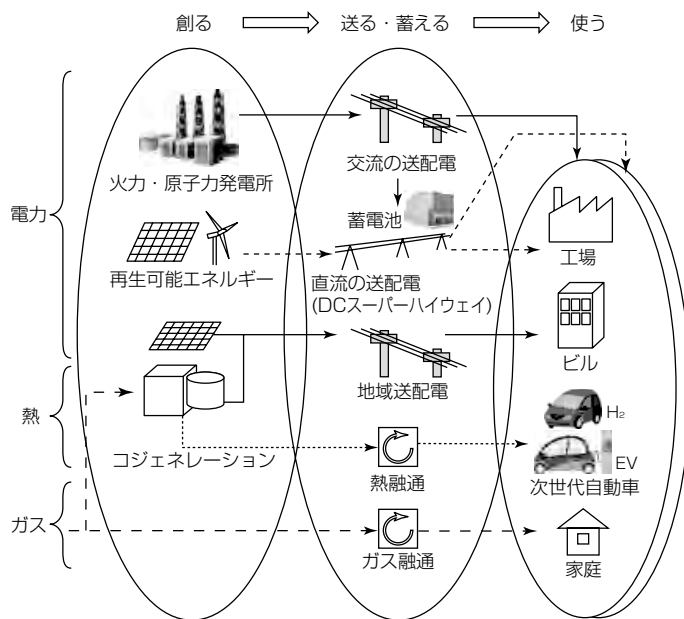 創る
送る・蓄える
使う
電力
熱
ガス
火力・原子力発電所
再生可能エネルギー
コジェネレーション
交流の送配電
蓄電池
直流の送配電
(DCスーパーハイウェイ)
地域送配電
熱融通
ガス融通
工場
ビル
H₂
EV
次世代自動車
家庭